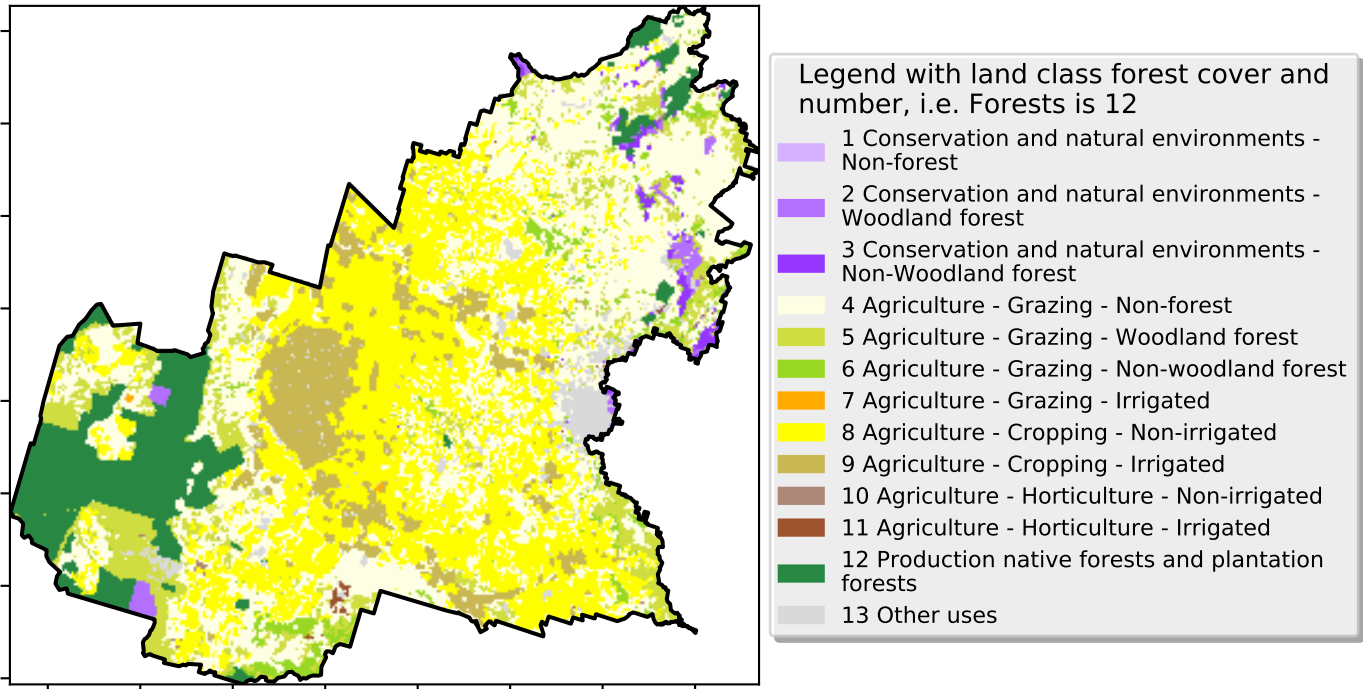 Legend with land class forest cover and
number, i.e. Forests is 12
1 Conservation and natural environments -
Non-forest
2 Conservation and natural environments -
Woodland forest
3 Conservation and natural environments -
Non-Woodland forest
4 Agriculture - Grazing - Non-forest
5 Agriculture - Grazing - Woodland forest
6 Agriculture - Grazing - Non-woodland forest
7 Agriculture - Grazing - Irrigated
8 Agriculture - Cropping - Non-irrigated
9 Agriculture - Cropping - Irrigated
10 Agriculture - Horticulture - Non-irrigated
11 Agriculture - Horticulture - Irrigated
12 Production native forests and plantation
forests
13 Other uses